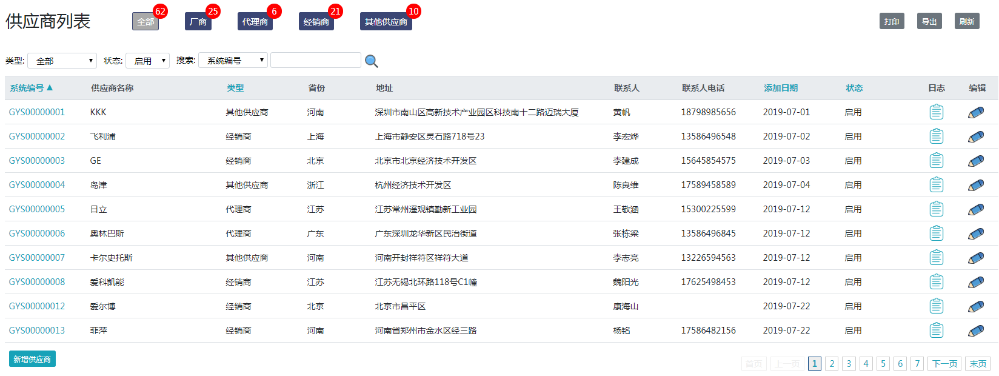 供应商列表 全部 62 厂商 25 代理商 6 经销商 21 其他供应商 10 打印 导出 刷新
类型: 全部 状态: 启用 搜索: 系统编号
系统编号 供应商名称 类型 省份 地址 联系人 联系人电话 添加日期 状态 日志 编辑
GYS00000001 KKK 其他供应商 河南 深圳市南山区高新技术产业园区科技南十二路迈瑞大厦 黄帆 18798985656 2019-07-01 启用
GYS00000002 飞利浦 经销商 上海 上海市静安区灵石路718号23 李宏烨 13586496548 2019-07-02 启用
GYS00000003 GE 经销商 北京 北京市北京经济技术开发区 李建成 15645854575 2019-07-03 启用
GYS00000004 岛津 其他供应商 浙江 杭州经济技术开发区 陈良维 17589458589 2019-07-04 启用
GYS00000005 日立 代理商 江苏 江苏常州遥观镇勤新工业园 王敬涵 15300225599 2019-07-12 启用
GYS00000006 奥林巴斯 代理商 广东 广东深圳龙华新区民治街道 张栋梁 13586496845 2019-07-12 启用
GYS00000007 卡尔史托斯 其他供应商 河南 河南开封祥符区祥符大道 李志亮 13226594563 2019-07-12 启用
GYS00000008 爱科凯能 经销商 江苏 江苏无锡北环路118号C1幢 魏阳光 17625498453 2019-07-12 启用
GYS00000012 爱尔博 经销商 北京 北京市昌平区 康海山 2019-07-22 启用
GYS00000013 菲萍 经销商 河南 河南省郑州市金水区经三路 杨铭 17586482156 2019-07-22 启用
新增供应商
首页 上一页 1 2 3 4 5 6 7 下一页 末页